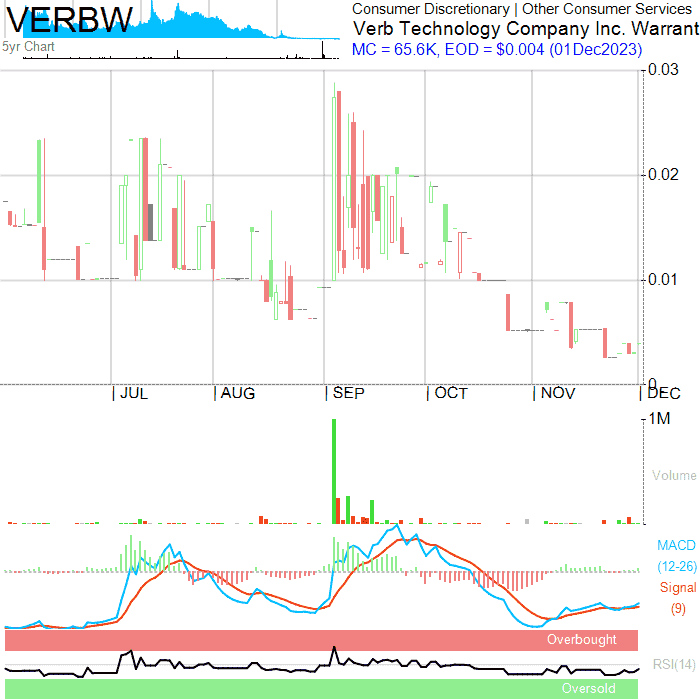 VERBW
5yr Chart
Consumer Discretionary | Other Consumer Services
Verb Technology Company Inc. Warrant
MC = 65.6K, EOD = $0.004 (01Dec2023)
0.03
0.02
0.01
0
JUL
AUG
SEP
OCT
NOV
DEC
1M
Volume
MACD
(12-26)
Signal
(9)
Overbought
RSI(14)
Oversold